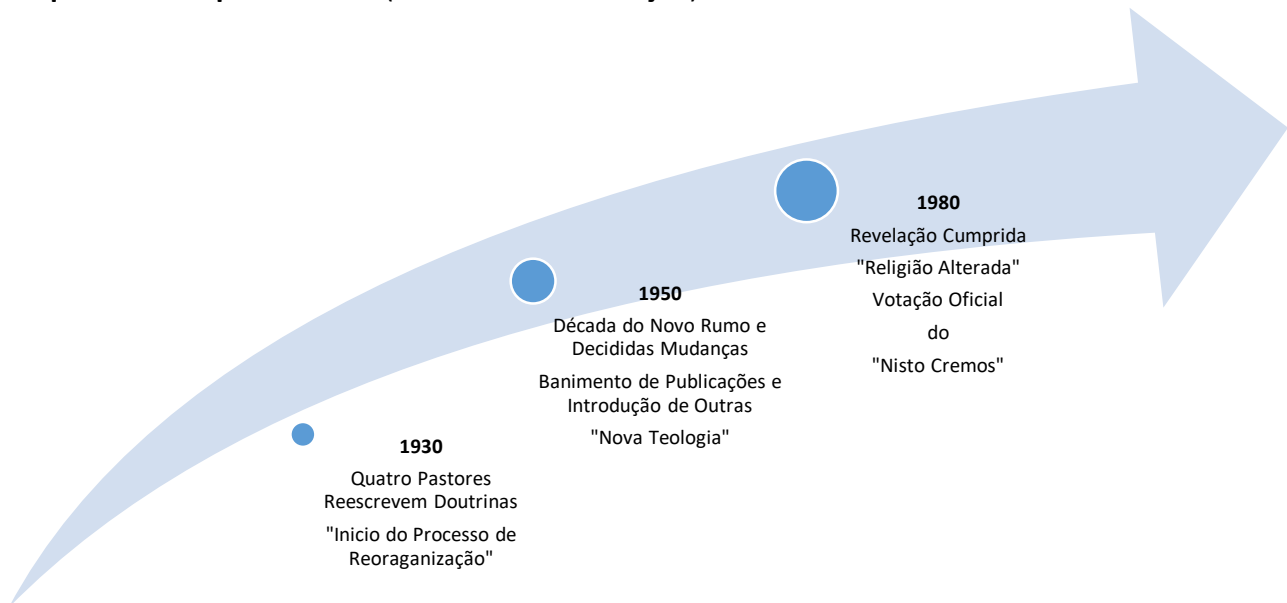 1930
Quatro Pastores
Reescrevem Doutrinas
"Inicio do Processo de
Reoraganização"
1950
Década do Novo Rumo e
Decididas Mudanças
Banimento de Publicações e
Introdução de Outras
"Nova Teologia"
1980
Revelação Cumprida
"Religião Alterada"
Votação Oficial
do
"Nisto Cremos"